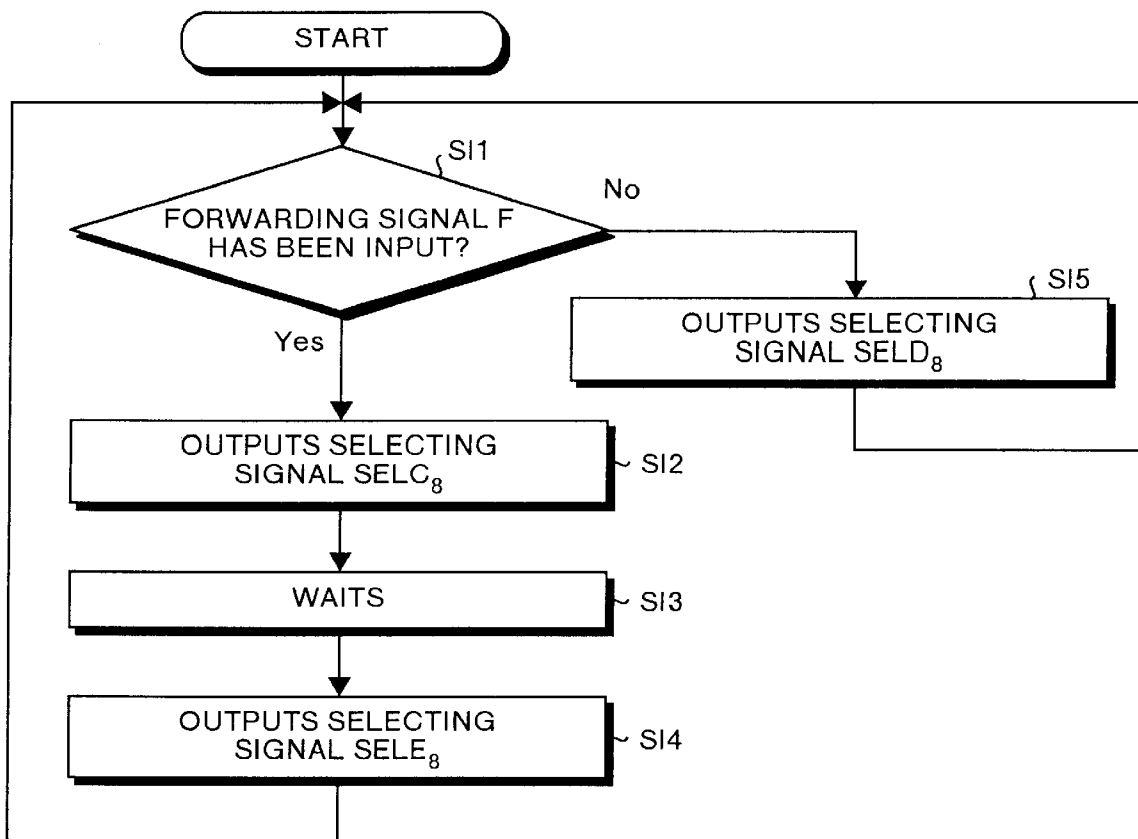 START
SI1
FORWARDING SIGNAL F
HAS BEEN INPUT?
No
Yes
SI5
OUTPUTS SELECTING
SIGNAL SELD₈
OUTPUTS SELECTING
SIGNAL SELC₈
SI2
WAITS
SI3
OUTPUTS SELECTING
SIGNAL SELE₈
SI4